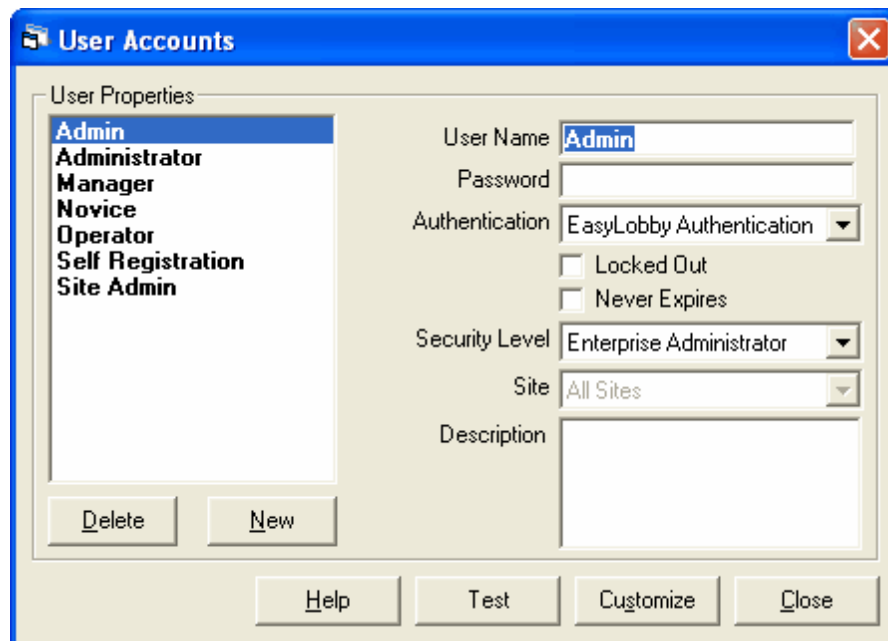 User Accounts
User Properties
Admin
Administrator
Manager
Novice
Operator
Self Registration
Site Admin
Delete
New
User Name
Admin
Password
Authentication
EasyLobby Authentication
Locked Out
Never Expires
Security Level
Enterprise Administrator
Site
All Sites
Description
Help
Test
Customize
Close